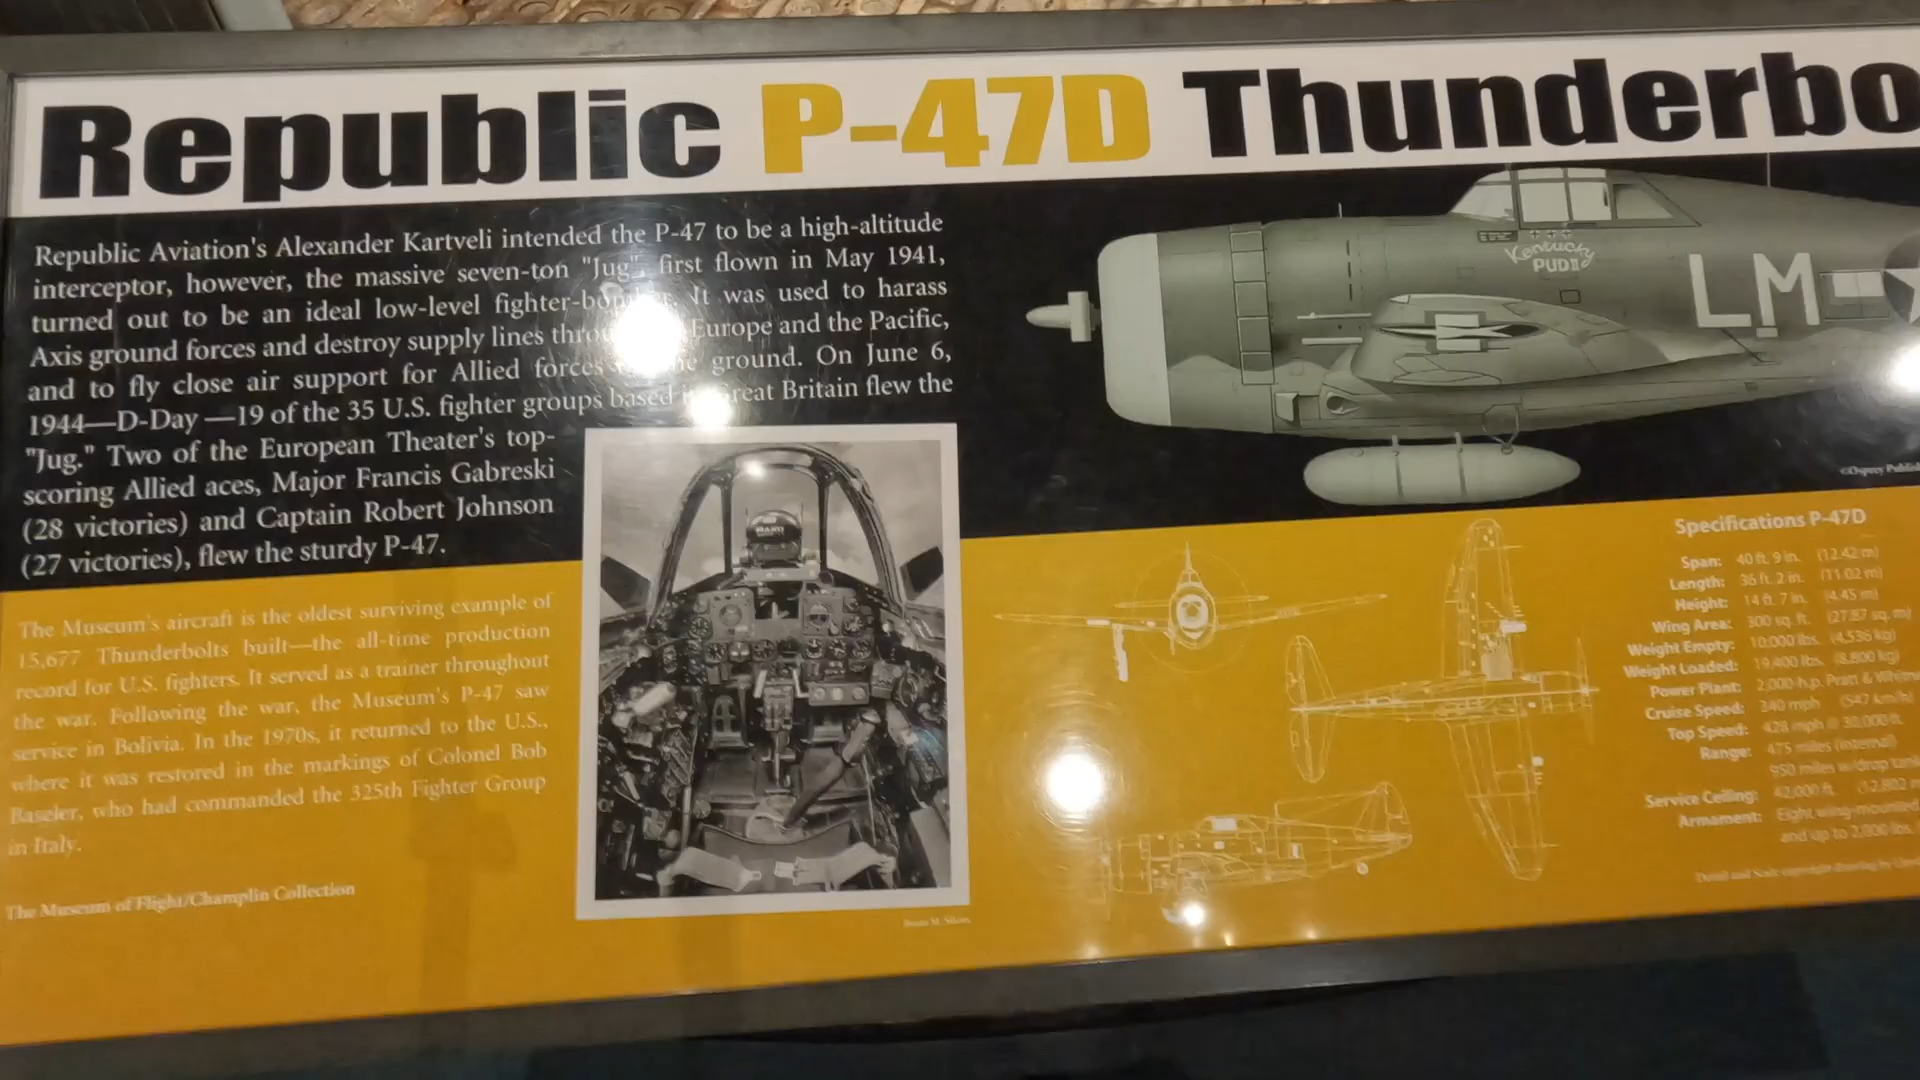 Republic P-47D Thunderbo
Republic Aviation's Alexander Kartveli intended the P-47 to be a high-altitude
interceptor, however, the massive seven-ton "Jug", first flown in May 1941,
turned out to be an ideal low-level fighter-bomber. It was used to harass
Axis ground forces and destroy supply lines throu Europe and the Pacific,
and to fly close air support for Allied forces ground. On June 6,
1944—D-Day —19 of the 35 U.S. fighter groups based in Great Britain flew the
"Jug." Two of the European Theater's top-
scoring Allied aces, Major Francis Gabreski
(28 victories) and Captain Robert Johnson
(27 victories), flew the sturdy P-47.
The Museum's aircraft is the oldest surviving example of
15,677 Thunderbolts built—the all-time production
record for U.S. fighters. It served as a trainer throughout
the war. Following the war, the Museum's P-47 saw
service in Bolivia. In the 1970s, it returned to the U.S.,
where it was restored in the markings of Colonel Bob
Baseler, who had commanded the 325th Fighter Group
in Italy.
The Museum of Flight/Champlin Collection
Kentucky
PUD II
LM
©Osprey Publish
Specifications P-47D
Span: 40 ft. 9 in. (12.42 m)
Length: 36 ft. 2 in. (11.02 m)
Height: 14 ft. 7 in. (4.45 m)
Wing Area: 300 sq. ft. (27.87 sq. m)
Weight Empty: 10,000 lbs. (4,536 kg)
Weight Loaded: 19,400 lbs. (8,800 kg)
Power Plant: 2,000-h.p. Pratt & Whitne
Cruise Speed: 340 mph (547 km/h)
Top Speed: 428 mph @ 30,000 ft.
Range: 475 miles (internal)
950 miles w/drop tank
Service Ceiling: 42,000 ft. (12,802 m
Armament: Eight wing-mounted
and up to 2,000 lbs.